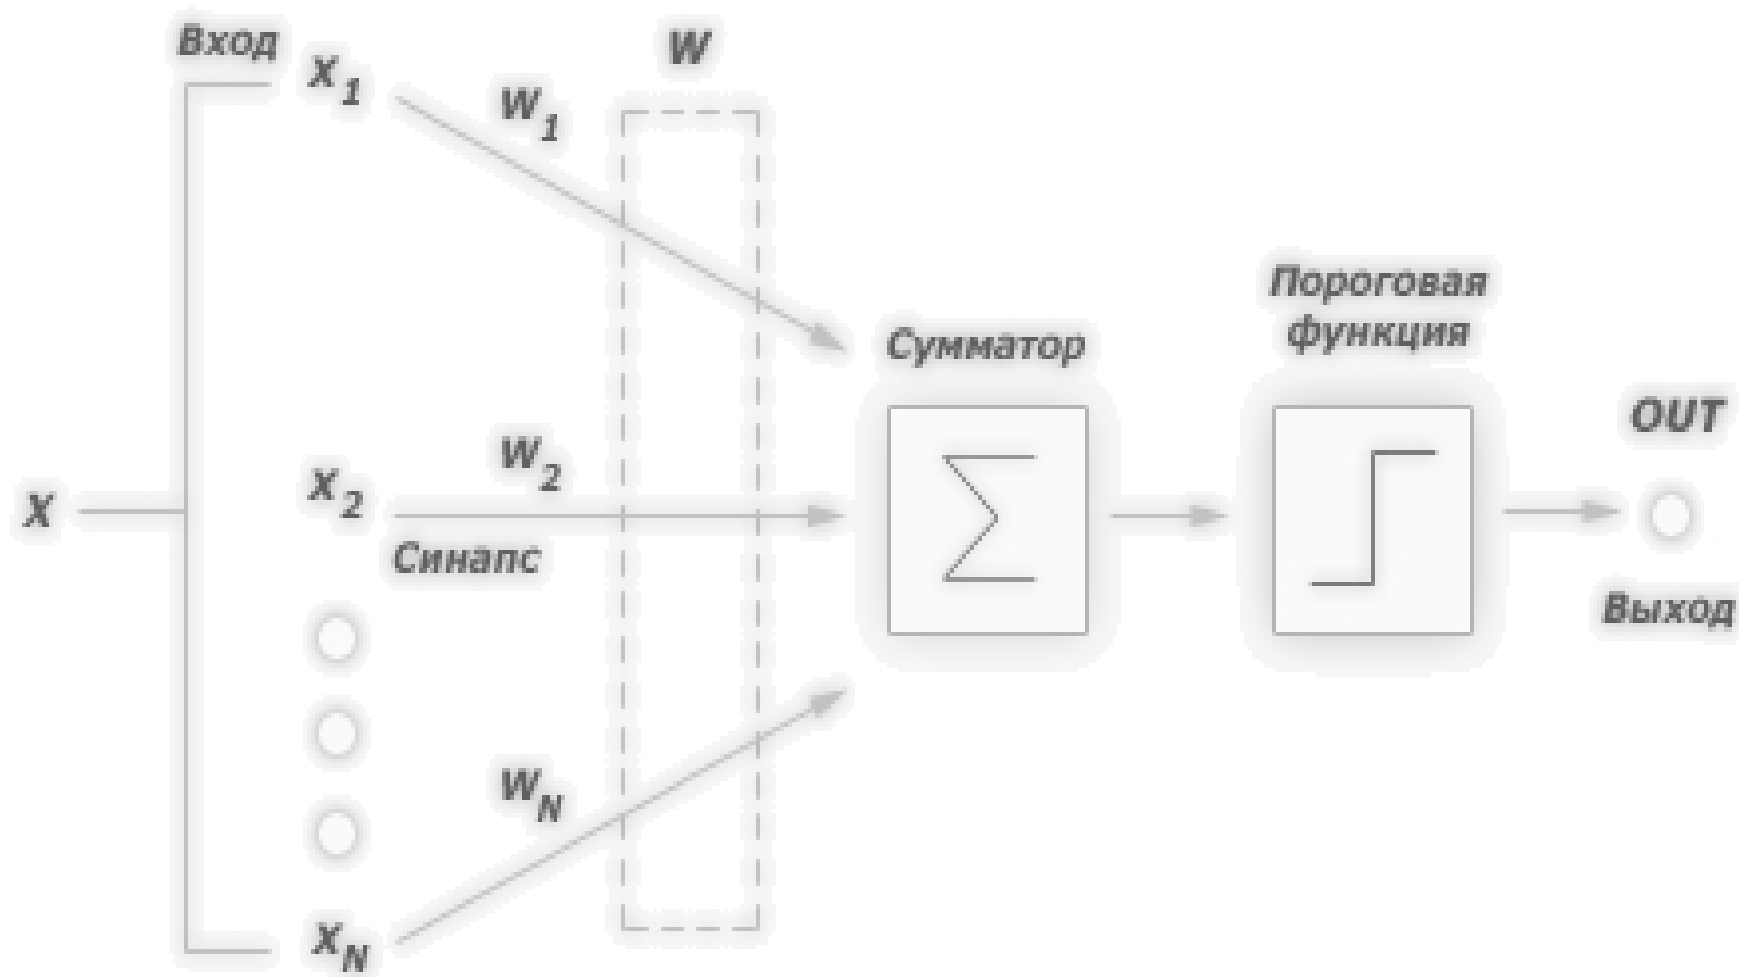 Вход
X1
W1
W
Пороговая
функция
Сумматор
OUT
X
X2
W2
Синапс
Выход
WN
XN